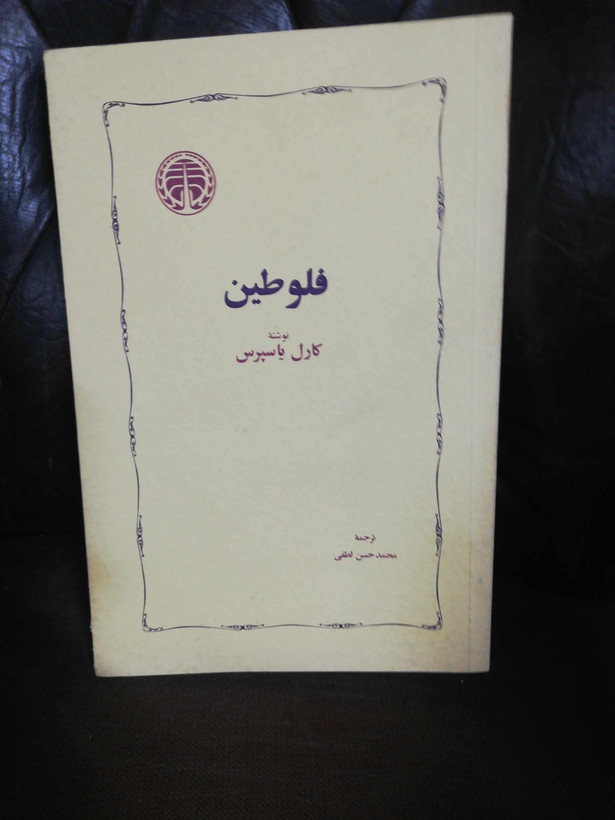 فلوطین
نوشتهٔ
کارل یاسپرس
ترجمهٔ
محمدحسن لطفی